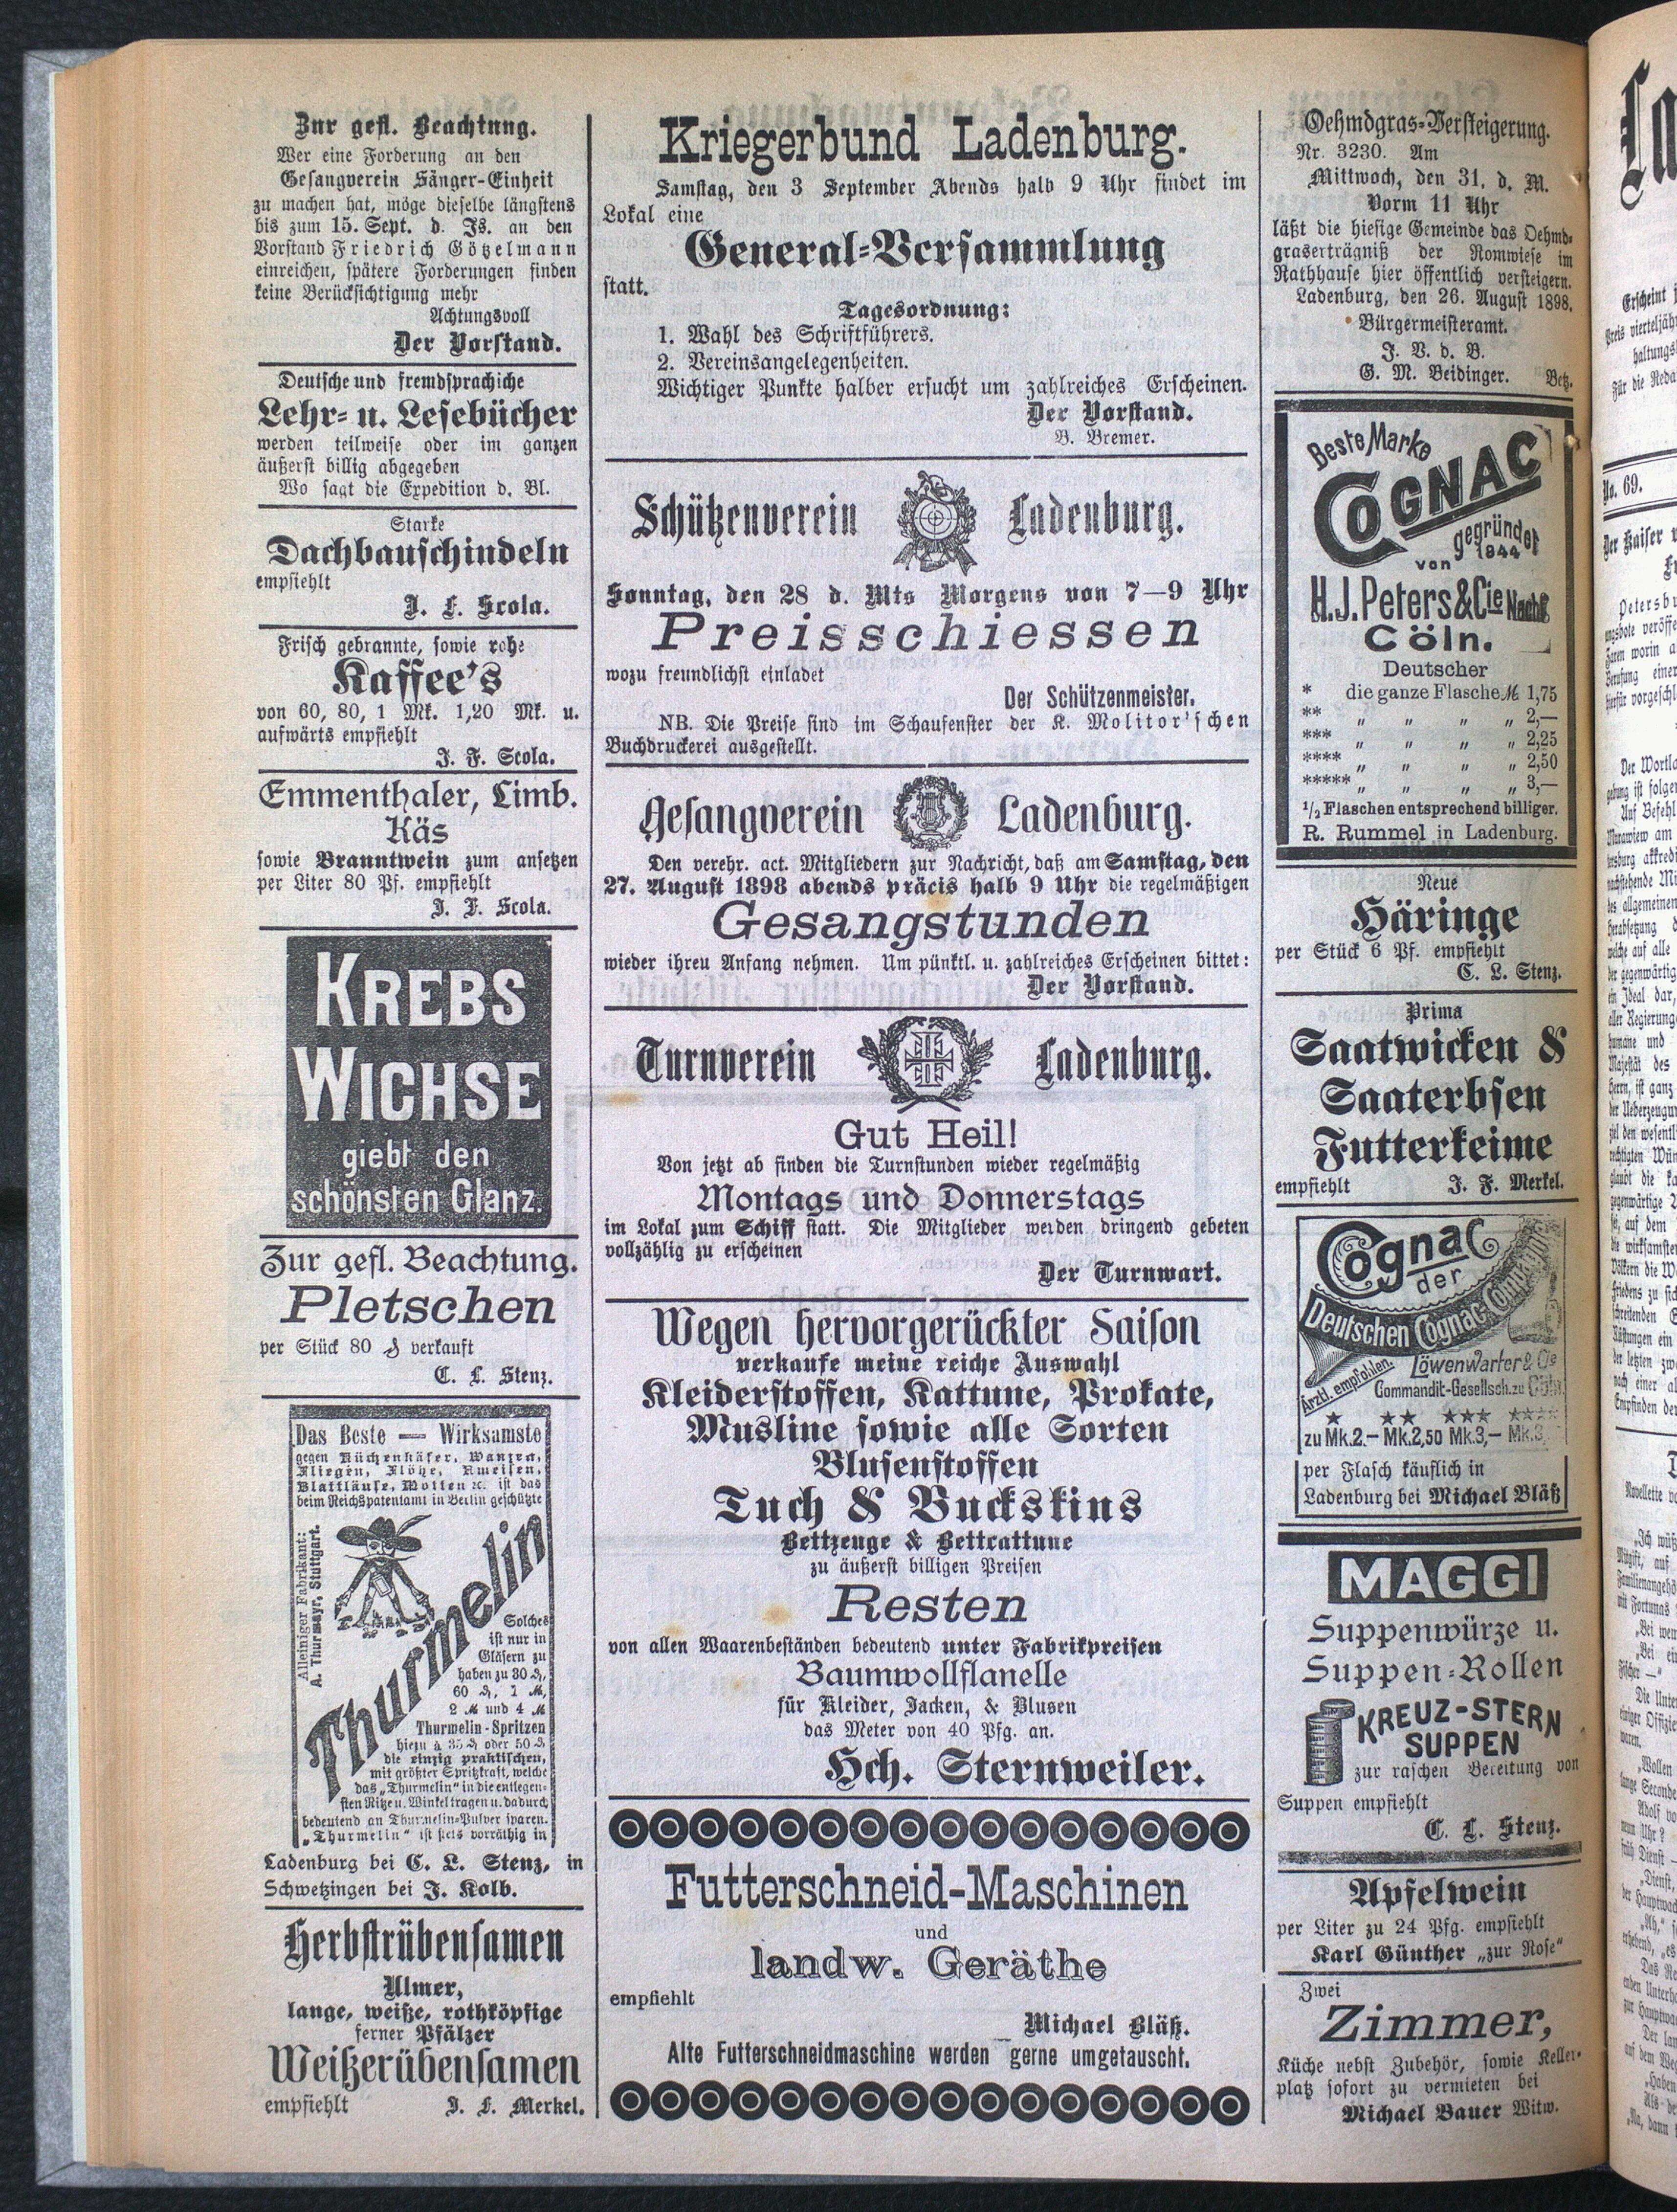 Zur gefl. Beachtung.
Wer eine Forderung an den
Gesangverein Sänger-Einheit
zu machen hat, möge dieselbe längstens
bis zum 15. Sept. d. Js. an den
Vorstand Friedrich Götzelmann
einreichen, spätere Forderungen finden
keine Berücksichtigung mehr
Achtungsvoll
Der Vorstand.
Deutsche und fremdsprachiche
Lehr- u. Lesebücher
werden teilweise oder im ganzen
äußerst billig abgegeben
Wo sagt die Expedition d. Bl.
Starke
Dachbauschindeln
empfiehlt
J. F. Scola.
Frisch gebrannte, sowie rohe
Kaffee's
von 60, 80, 1 Mk. 1,20 Mk. u.
aufwärts empfiehlt
J. F. Scola.
Emmenthaler, Limb.
Käs
sowie Branntwein zum ansetzen
per Liter 80 Pf. empfiehlt
J. F. Scola.
KREBS
WICHSE
giebt den
schönsten Glanz.
Zur gefl. Beachtung.
Pletschen
per Stück 80 ₰ verkauft
C. L. Stenz.
Das Beste — Wirksamste
gegen Küchenkäfer, Wanzen,
Fliegen, Flöhe, Ameisen,
Blattläuse, Motten ꝛc. ist das
beim Reichspatentamt in Berlin geschützte
Alleiniger Fabrikant:
A. Thurmayr, Stuttgart.
Thurmelin
Solches
ist nur in
Gläsern zu
haben zu 30 ₰,
60 ₰, 1 M,
2 M und 4 M
Thurmelin-Spritzen
hiezu à 35 ₰ oder 50 ₰
die einzig praktischen,
mit größter Spritzkraft, welche
das „Thurmelin" in die entlegen-
sten Ritze u. Winkel tragen u. dadurch
bedeutend an Thurmelin-Pulver sparen.
„Thurmelin" ist stets vorräthig in
Ladenburg bei C. L. Stenz, in
Schwetzingen bei J. Kolb.
Herbstrübensamen
Ulmer,
lange, weiße, rothköpfige
ferner Pfälzer
Weißerübensamen
empfiehlt J. F. Merkel.
Kriegerbund Ladenburg.
Samstag, den 3 September Abends halb 9 Uhr findet im
Lokal eine
General-Versammlung
statt.
Tagesordnung:
1. Wahl des Schriftführers.
2. Vereinsangelegenheiten.
Wichtiger Punkte halber ersucht um zahlreiches Erscheinen.
Der Vorstand.
B. Bremer.
Schützenverein Ladenburg.
Sonntag, den 28 d. Mts Morgens von 7—9 Uhr
Preisschiessen
wozu freundlichst einladet
Der Schützenmeister.
NB. Die Preise sind im Schaufenster der K. Molitor'schen
Buchdruckerei ausgestellt.
Gesangverein Ladenburg.
Den verehr. act. Mitgliedern zur Nachricht, daß am Samstag, den
27. August 1898 abends präcis halb 9 Uhr die regelmäßigen
Gesangstunden
wieder ihreu Anfang nehmen. Um pünktl. u. zahlreiches Erscheinen bittet:
Der Vorstand.
Turnverein Ladenburg.
Gut Heil!
Von jetzt ab finden die Turnstunden wieder regelmäßig
Montags und Donnerstags
im Lokal zum Schiff statt. Die Mitglieder werden dringend gebeten
vollzählig zu erscheinen
Der Turnwart.
Wegen hervorgerückter Saison
verkaufe meine reiche Auswahl
Kleiderstoffen, Kattune, Prokate,
Musline sowie alle Sorten
Blusenstoffen
Tuch & Buckskins
Bettzeuge & Bettcattune
zu äußerst billigen Preisen
Resten
von allen Waarenbeständen bedeutend unter Fabrikpreisen
Baumwollflanelle
für Kleider, Jacken, & Blusen
das Meter von 40 Pfg. an.
Hch. Sternweiler.
Futterschneid-Maschinen
und
landw. Geräthe
empfiehlt
Michael Bläß.
Alte Futterschneidmaschine werden gerne umgetauscht.
Oehmdgras-Versteigerung.
Nr. 3230. Am
Mittwoch, den 31. d. M.
Vorm 11 Uhr
läßt die hiesige Gemeinde das Oehmd-
graserträgniß der Romwiese im
Rathhause hier öffentlich versteigern.
Ladenburg, den 26. August 1898.
Bürgermeisteramt.
J. V. d. B.
G. M. Beidinger. Betz.
Beste Marke
COGNAC
gegründet
1844
von
H.J. Peters & Cie Nachf.
Cöln.
Deutscher
* die ganze Flasche M 1,75
** „ „ „ „ 2,—
*** „ „ „ „ 2,25
**** „ „ „ „ 2,50
***** „ „ „ „ 3,—
1/2 Flaschen entsprechend billiger.
R. Rummel in Ladenburg.
Neue
Häringe
per Stück 6 Pf. empfiehlt
C. L. Stenz.
Prima
Saatwicken &
Saaterbsen
Futterkeime
empfiehlt J. F. Merkel.
Cognac
der
Deutschen Cognac-Compagnie
Löwenwarter & Cie
Ärztl. empfohlen.
Commandit-Gesellsch. zu Cöln
★ ★★ ★★★ ★★★★
zu Mk. 2.— Mk. 2,50 Mk. 3,— Mk. 3,
per Flasch käuflich in
Ladenburg bei Michael Bläß
MAGGI
Suppenwürze u.
Suppen-Rollen
KREUZ-STERN
SUPPEN
zur raschen Bereitung von
Suppen empfiehlt
C. L. Stenz.
Apfelwein
per Liter zu 24 Pfg. empfiehlt
Karl Günther „zur Rose"
Zwei
Zimmer,
Küche nebst Zubehör, sowie Keller-
platz sofort zu vermieten bei
Michael Bauer Witw.
No. 69.